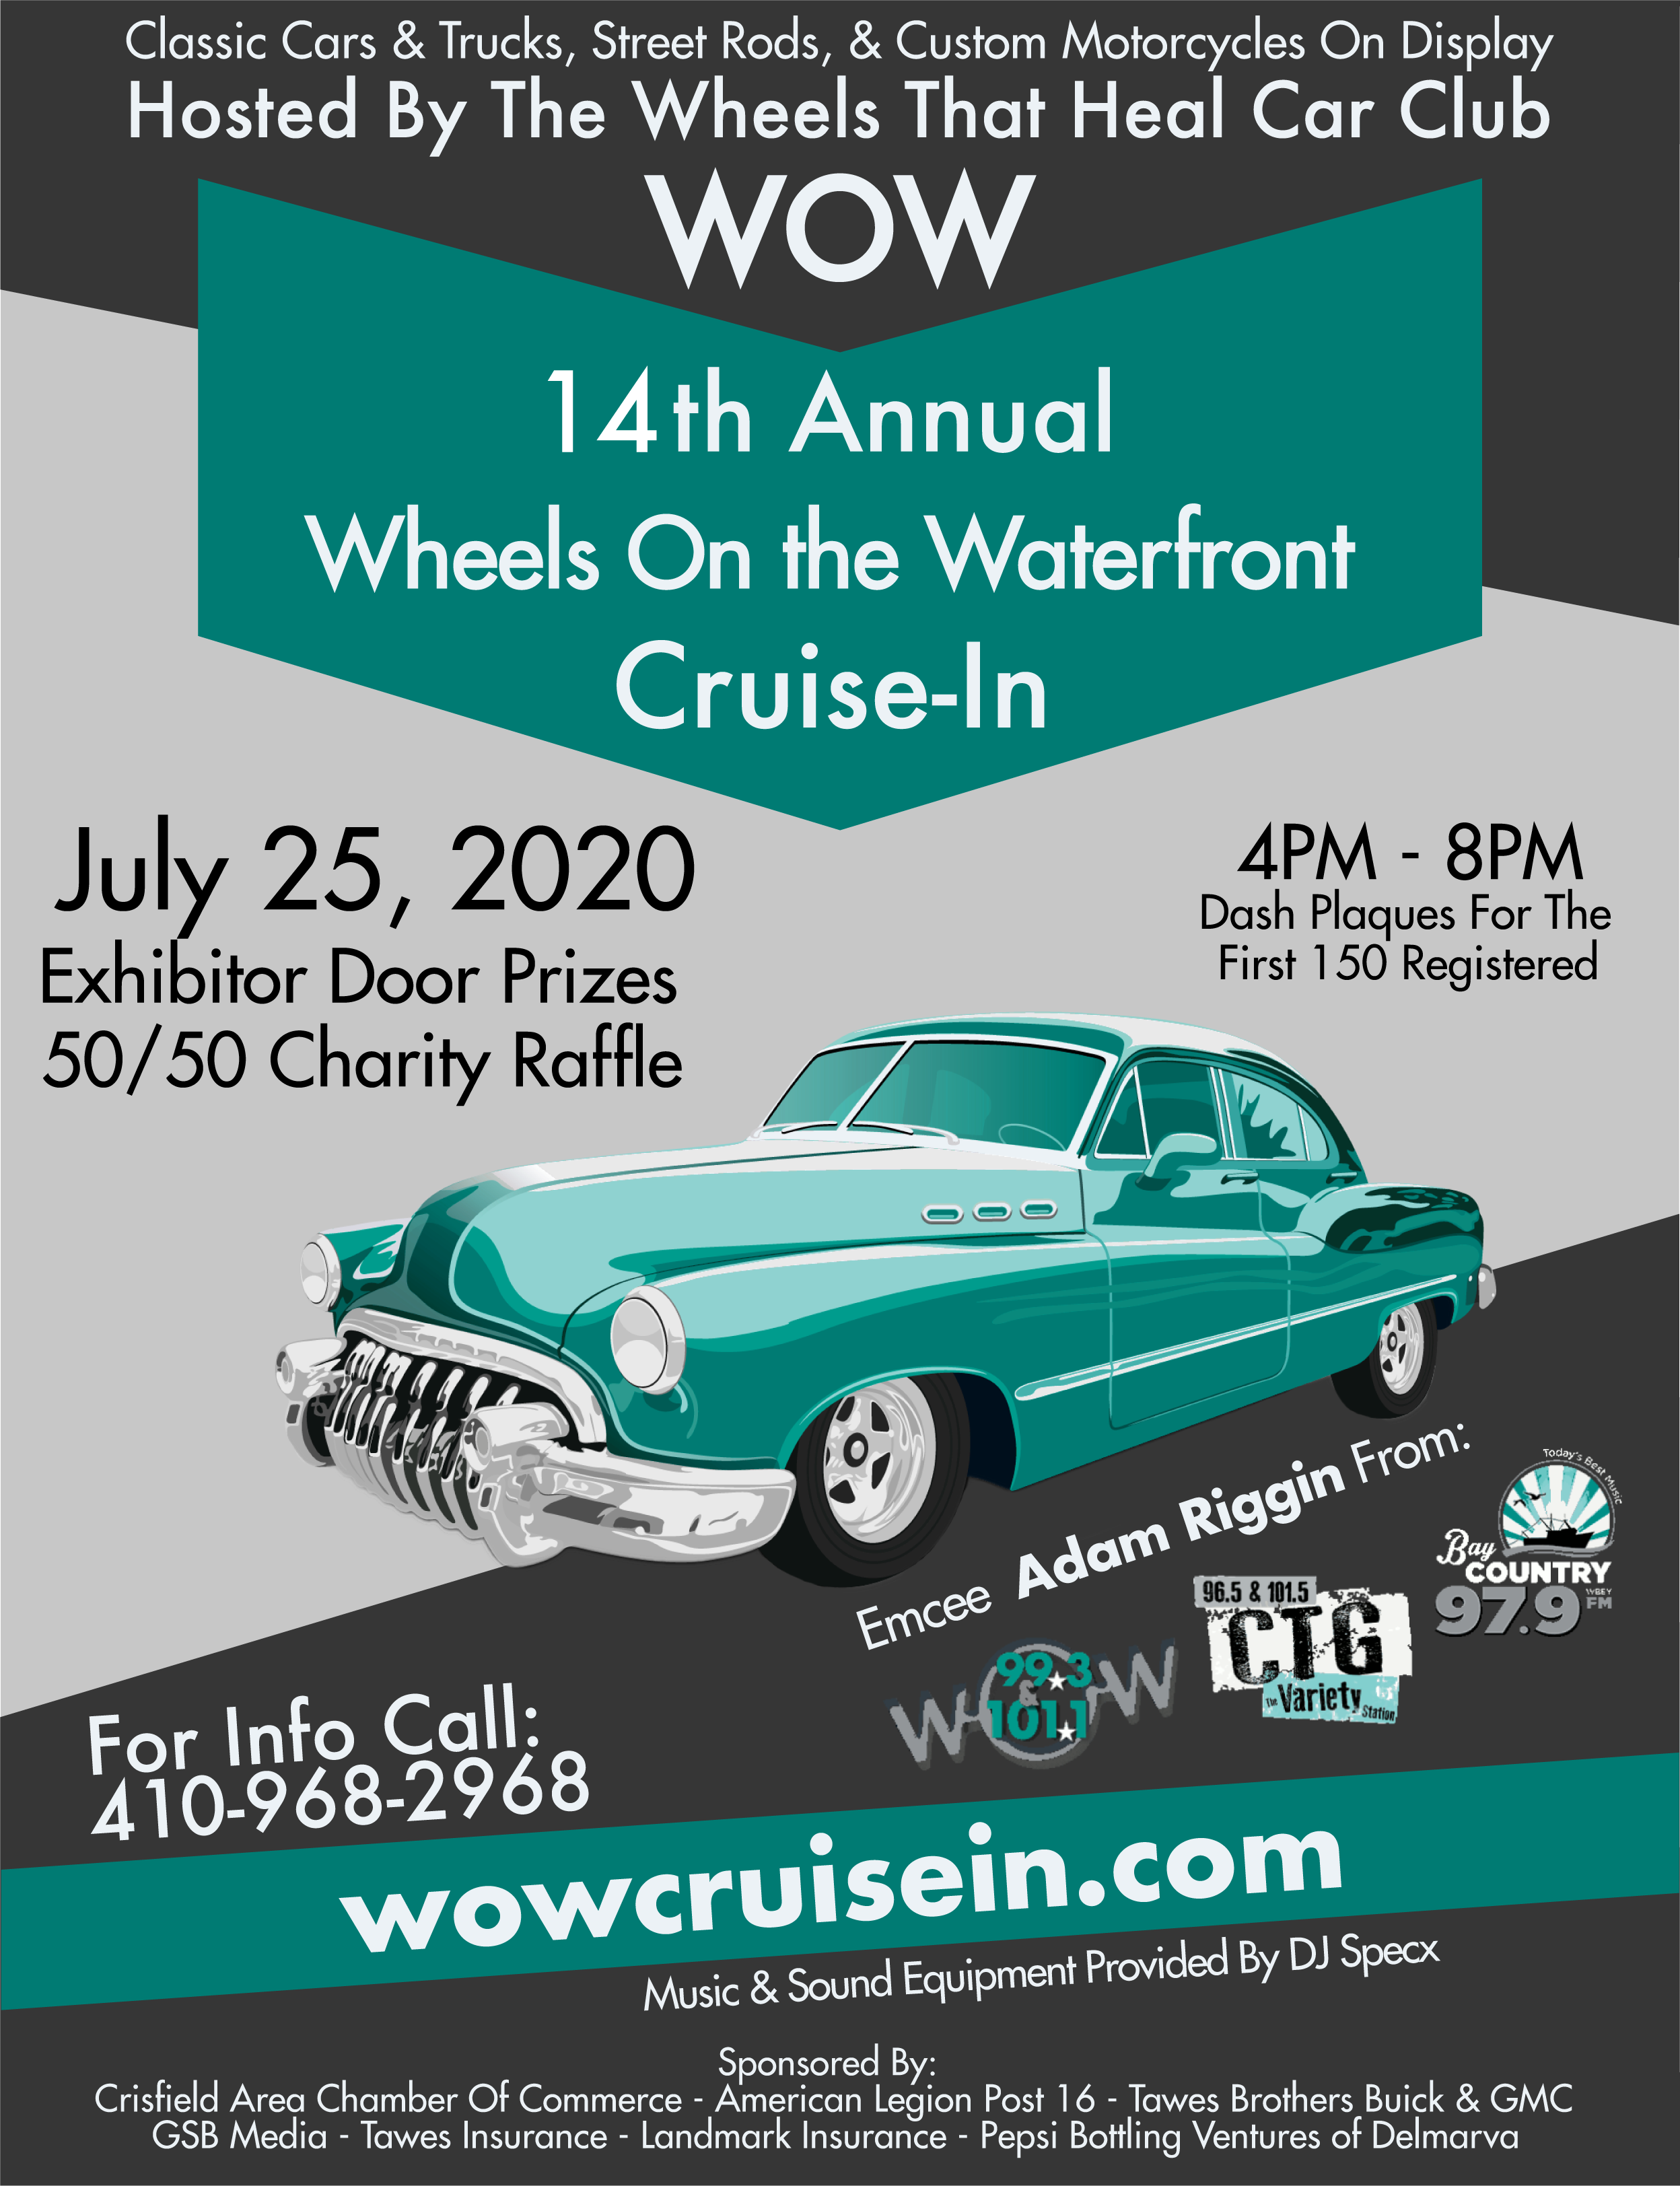 Classic Cars & Trucks, Street Rods, & Custom Motorcycles On Display
Hosted By The Wheels That Heal Car Club
WOW
14th Annual
Wheels On the Waterfront
Cruise-In
July 25, 2020
Exhibitor Door Prizes
50/50 Charity Raffle
4PM - 8PM
Dash Plaques For The
First 150 Registered
Emcee Adam Riggin From:
Today's Best Music
Bay
COUNTRY
97.9 WBEY FM
96.5 & 101.5
CTG
The Variety Station
99.3
WOW
&
101.1
For Info Call:
410-968-2968
wowcruisein.com
Music & Sound Equipment Provided By DJ Specx
Sponsored By:
Crisfield Area Chamber Of Commerce - American Legion Post 16 - Tawes Brothers Buick & GMC
GSB Media - Tawes Insurance - Landmark Insurance - Pepsi Bottling Ventures of Delmarva